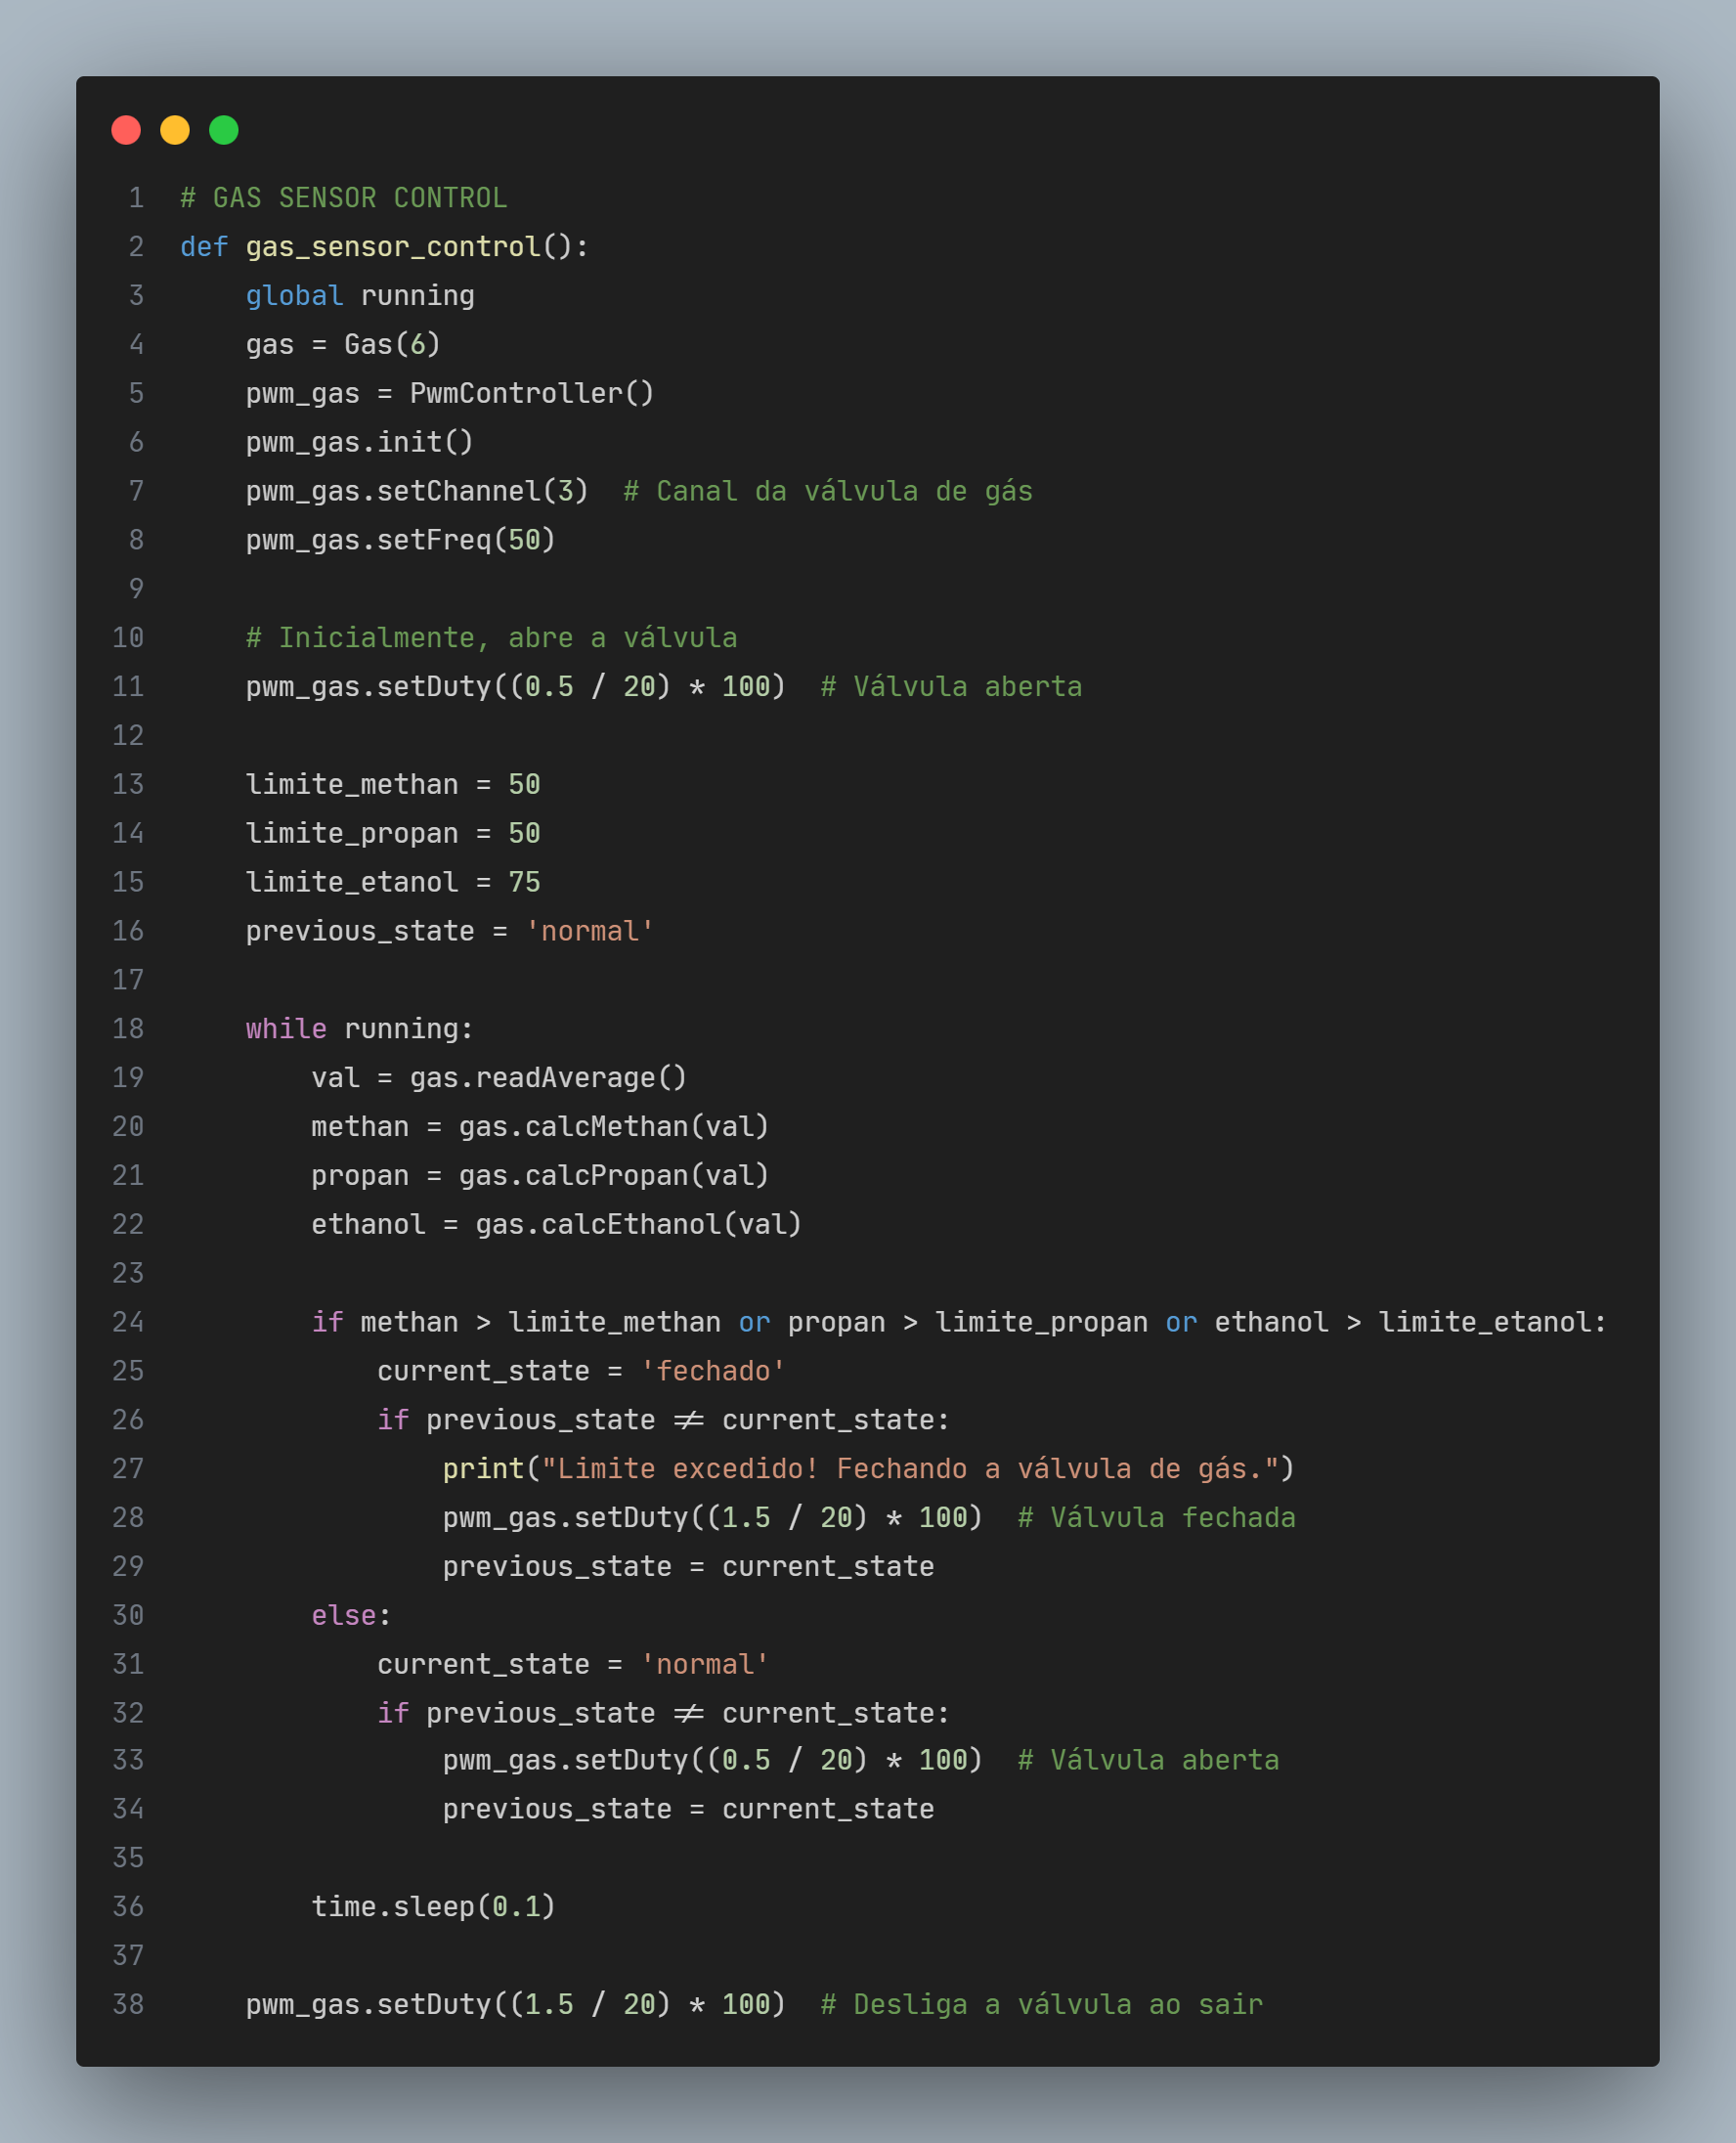 1 # GAS SENSOR CONTROL
2 def gas_sensor_control():
3     global running
4     gas = Gas(6)
5     pwm_gas = PwmController()
6     pwm_gas.init()
7     pwm_gas.setChannel(3)  # Canal da válvula de gás
8     pwm_gas.setFreq(50)
9
10     # Inicialmente, abre a válvula
11     pwm_gas.setDuty((0.5 / 20) * 100)  # Válvula aberta
12
13     limite_methan = 50
14     limite_propan = 50
15     limite_etanol = 75
16     previous_state = 'normal'
17
18     while running:
19         val = gas.readAverage()
20         methan = gas.calcMethan(val)
21         propan = gas.calcPropan(val)
22         ethanol = gas.calcEthanol(val)
23
24         if methan > limite_methan or propan > limite_propan or ethanol > limite_etanol:
25             current_state = 'fechado'
26             if previous_state != current_state:
27                 print("Limite excedido! Fechando a válvula de gás.")
28                 pwm_gas.setDuty((1.5 / 20) * 100)  # Válvula fechada
29                 previous_state = current_state
30         else:
31             current_state = 'normal'
32             if previous_state != current_state:
33                 pwm_gas.setDuty((0.5 / 20) * 100)  # Válvula aberta
34                 previous_state = current_state
35
36         time.sleep(0.1)
37
38     pwm_gas.setDuty((1.5 / 20) * 100)  # Desliga a válvula ao sair